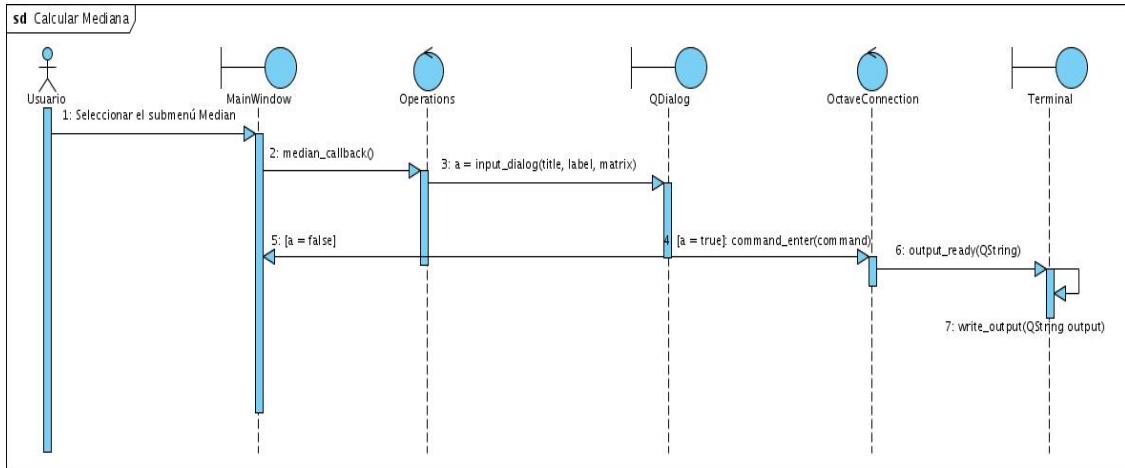 sd Calcular Mediana
Usuario
MainWindow
Operations
QDialog
OctaveConnection
Terminal
1: Seleccionar el submenú Median
2: median_callback()
3: a = input_dialog(title, label, matrix)
5: [a = false]
4 [a = true]: command_enter(command)
6: output_ready(QString)
7: write_output(QString output)